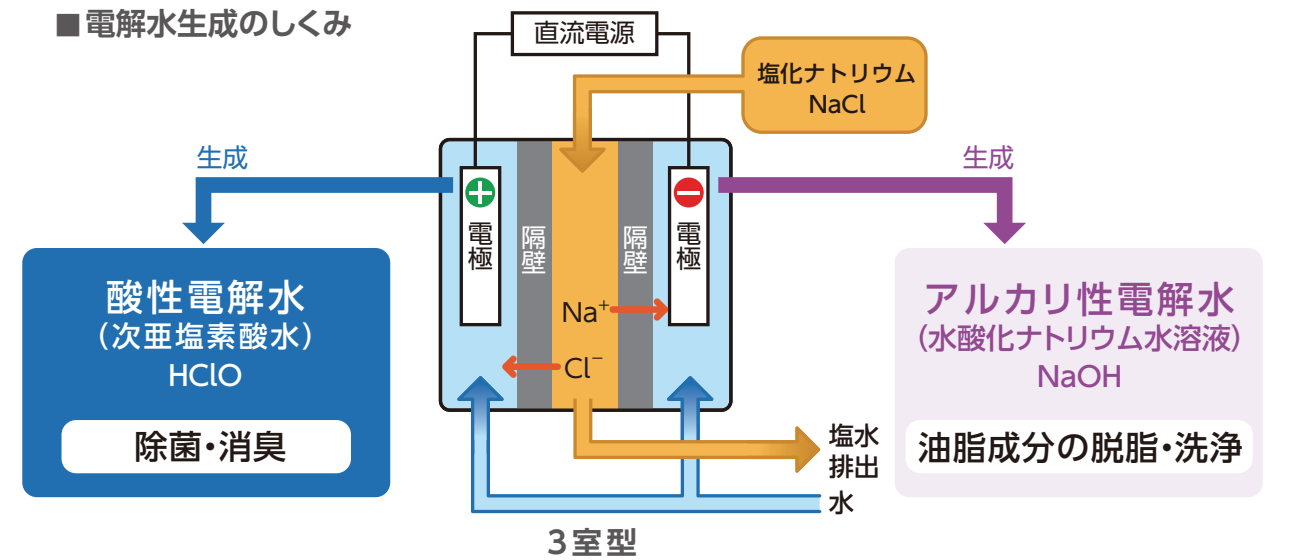 ■電解水生成のしくみ
直流電源
塩化ナトリウム
NaCl
生成
生成
電極
隔壁
隔壁
電極
Na⁺
Cl⁻
酸性電解水
（次亜塩素酸水）
HClO
除菌・消臭
アルカリ性電解水
（水酸化ナトリウム水溶液）
NaOH
油脂成分の脱脂・洗浄
塩水
排出
水
3室型